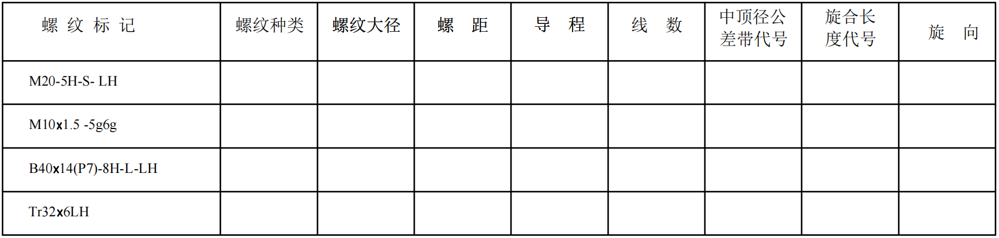 螺纹标记 螺纹种类 螺纹大径 螺距 导程 线数 中顶径公差带代号 旋合长度代号 旋向
M20-5H-S- LH
M10x1.5 -5g6g
B40x14(P7)-8H-L-LH
Tr32x6LH